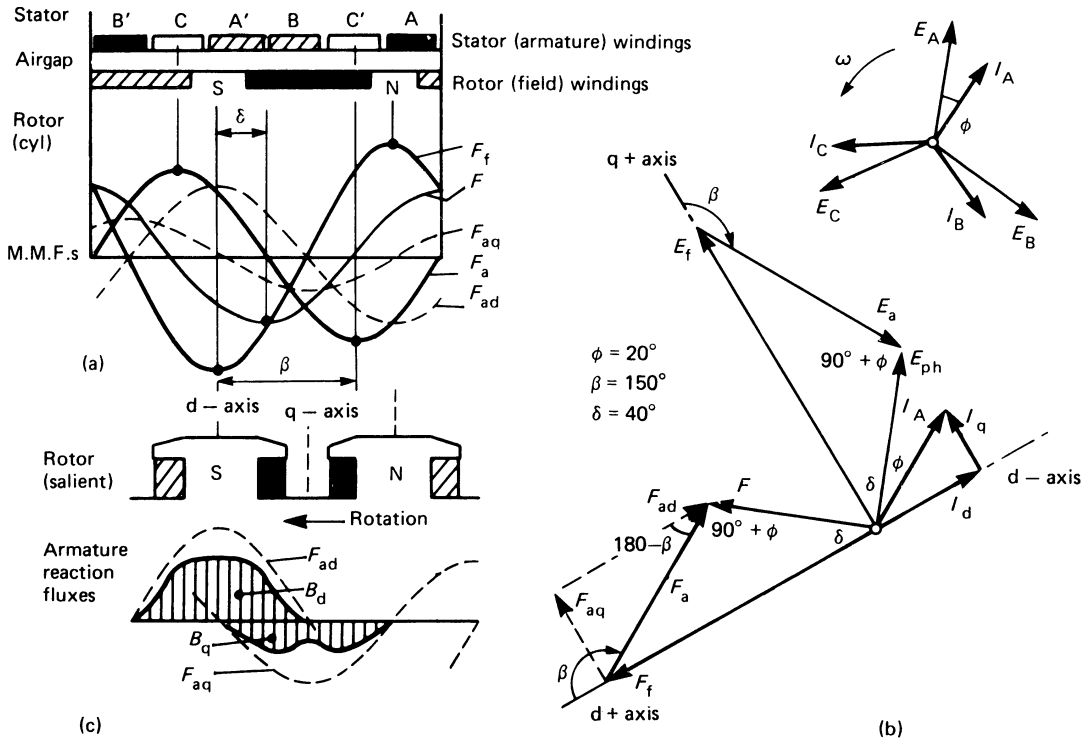 Stator
B′ C A′ B C′ A
Stator (armature) windings
Airgap
Rotor (field) windings
S N
Rotor
(cyl)
δ
F_f
F
F_aq
M.M.F.s
F_a
F_ad
(a)
β
d – axis
q – axis
Rotor
(salient)
S N
Rotation
Armature
reaction
fluxes
F_ad
B_d
B_q
F_aq
(c)
E_A
ω
I_A
φ
I_C
E_C
I_B
E_B
q + axis
β
E_f
E_a
φ = 20°
β = 150°
δ = 40°
90° + φ
E_ph
I_A
I_q
δ
φ
d – axis
I_d
F_ad
F
90° + φ
δ
180–β
F_a
F_aq
β
F_f
d + axis
(b)